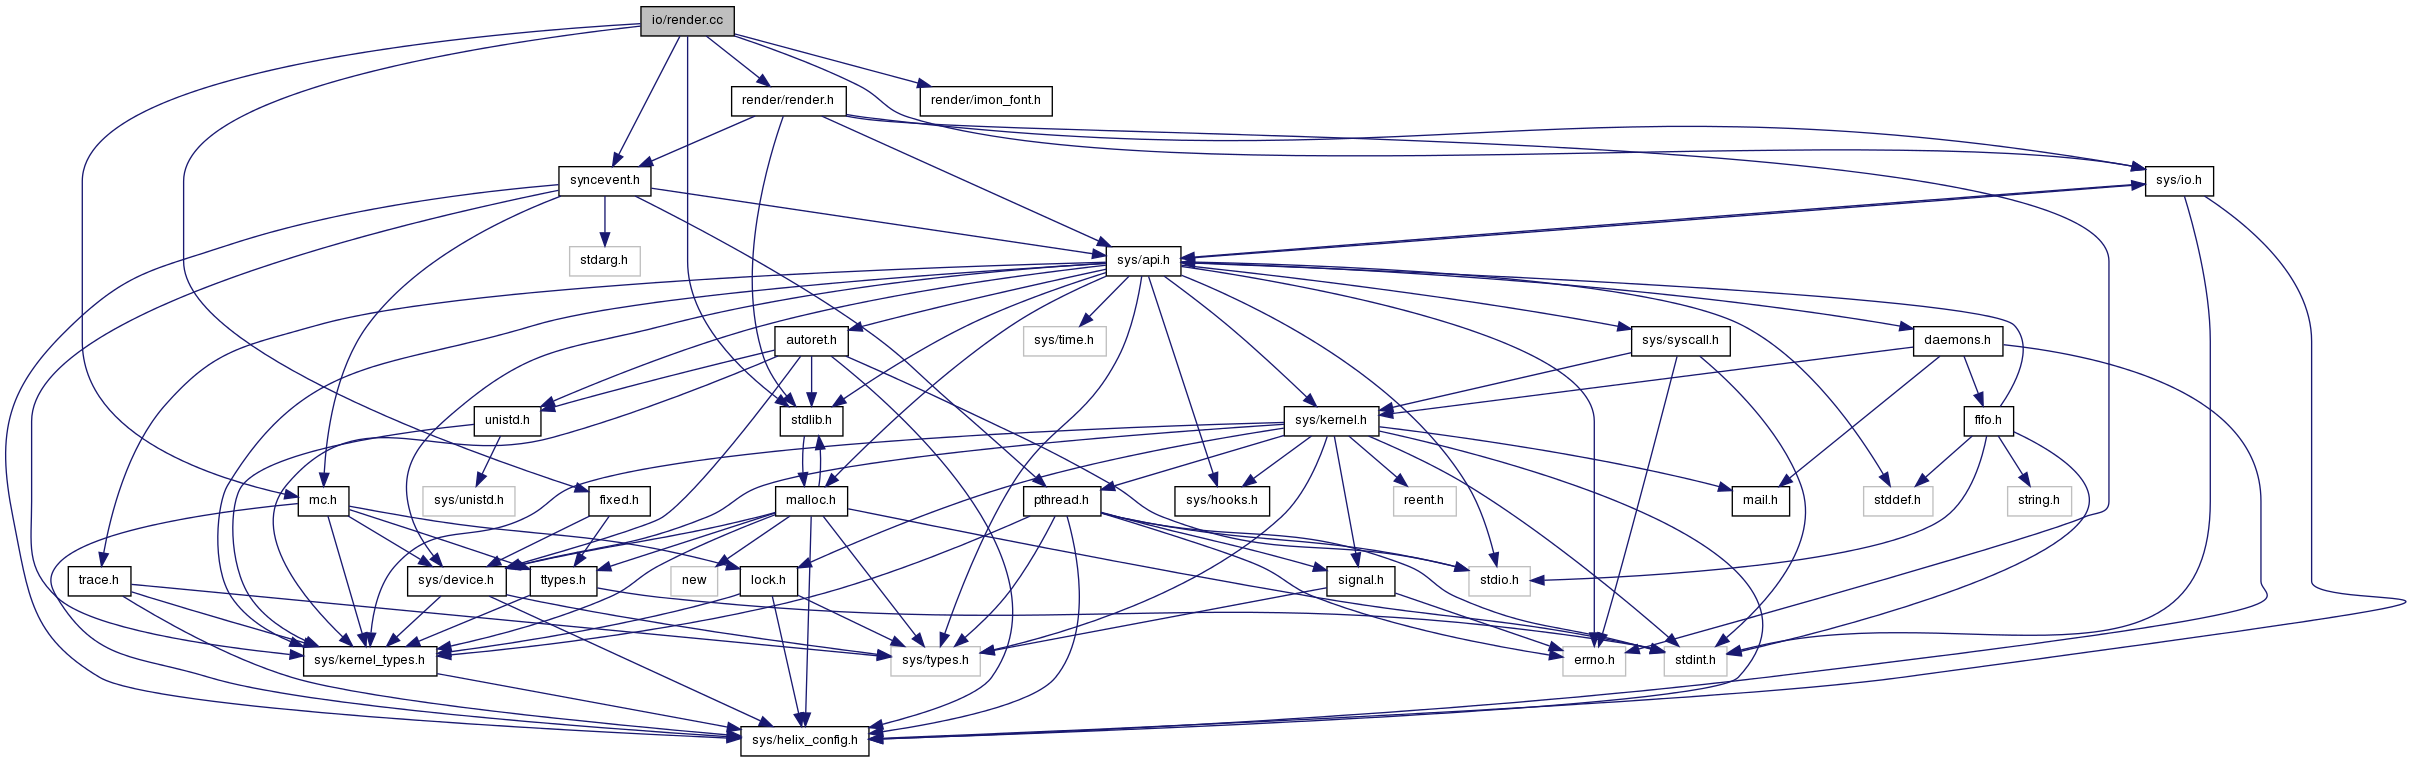 io/render.cc
render/render.h
render/imon_font.h
syncevent.h
sys/io.h
stdarg.h
sys/api.h
autoret.h
sys/time.h
sys/syscall.h
daemons.h
unistd.h
stdlib.h
sys/kernel.h
fifo.h
mc.h
sys/unistd.h
fixed.h
malloc.h
pthread.h
sys/hooks.h
reent.h
mail.h
stddef.h
string.h
trace.h
sys/device.h
ttypes.h
new
lock.h
signal.h
stdio.h
sys/kernel_types.h
sys/types.h
errno.h
stdint.h
sys/helix_config.h